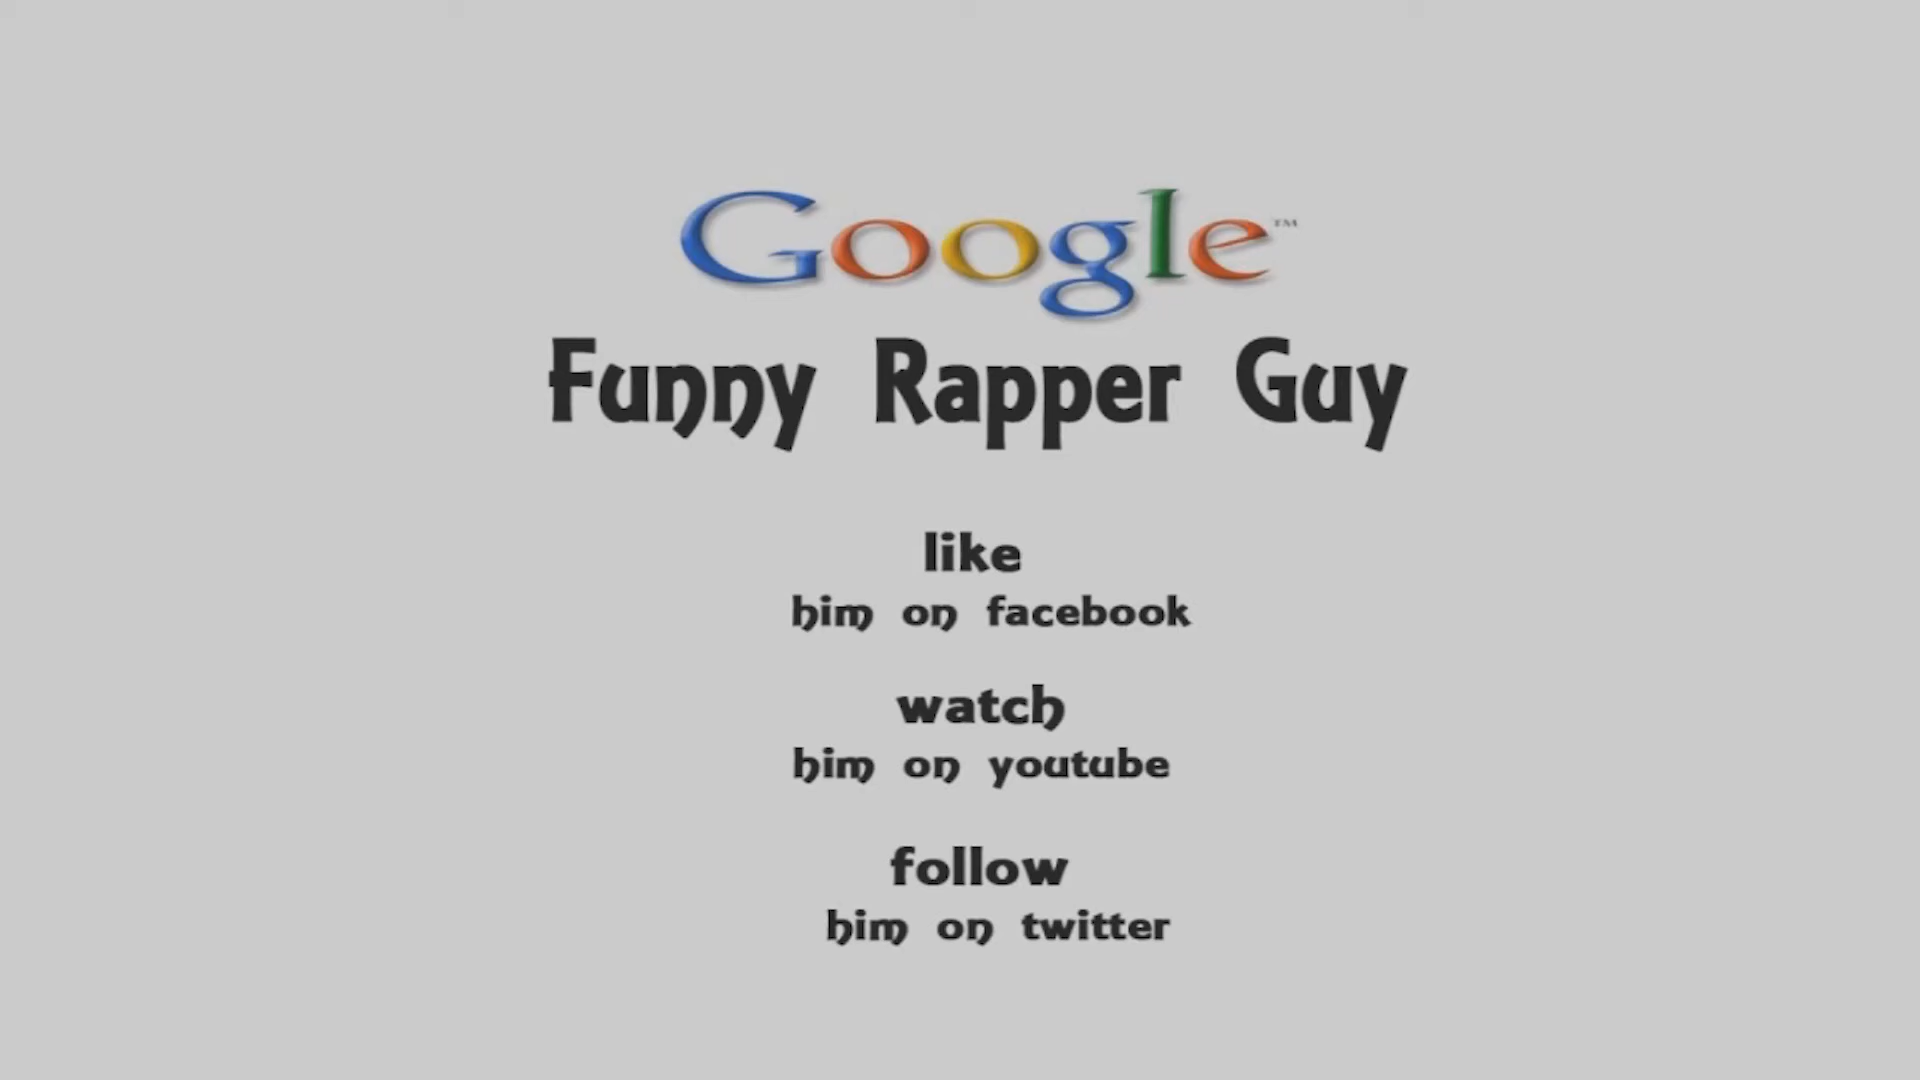 Google™
Funny Rapper Guy
like
him on facebook
watch
him on youtube
follow
him on twitter